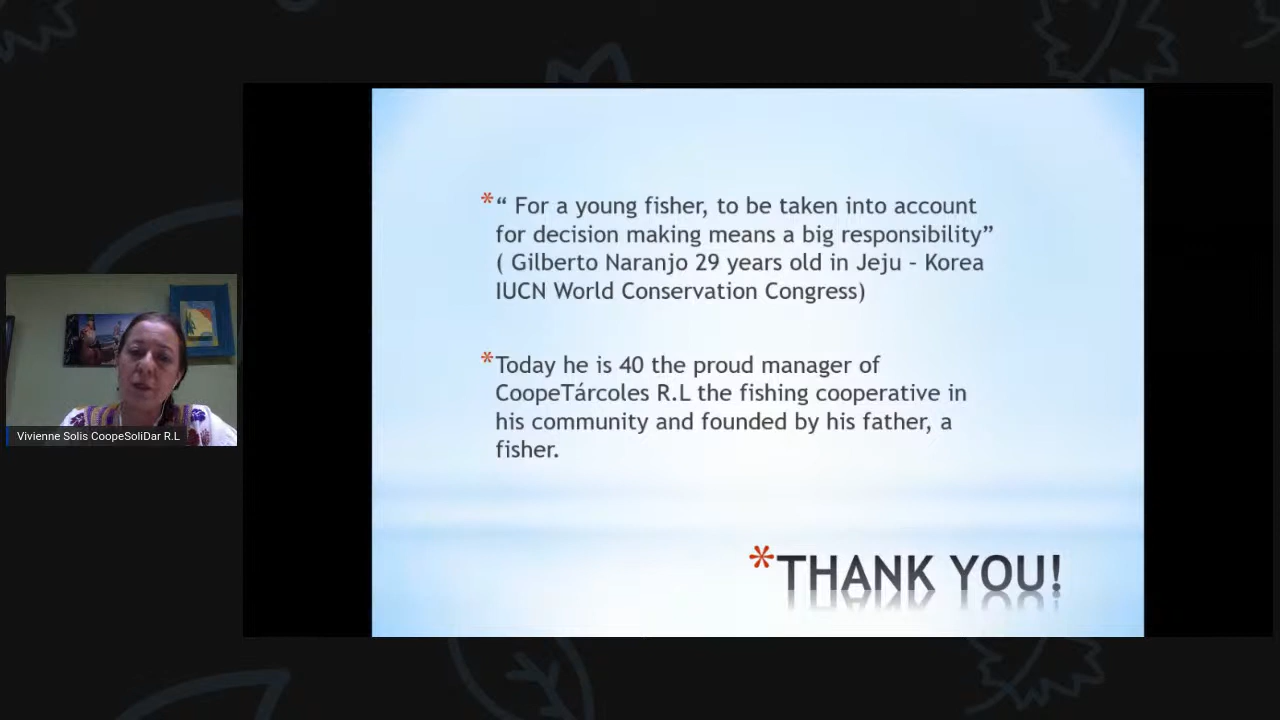 *“ For a young fisher, to be taken into account
for decision making means a big responsibility”
( Gilberto Naranjo 29 years old in Jeju – Korea
IUCN World Conservation Congress)
*Today he is 40 the proud manager of
CoopeTárcoles R.L the fishing cooperative in
his community and founded by his father, a
fisher.
*THANK YOU!
Vivienne Solis CoopeSoliDar R.L